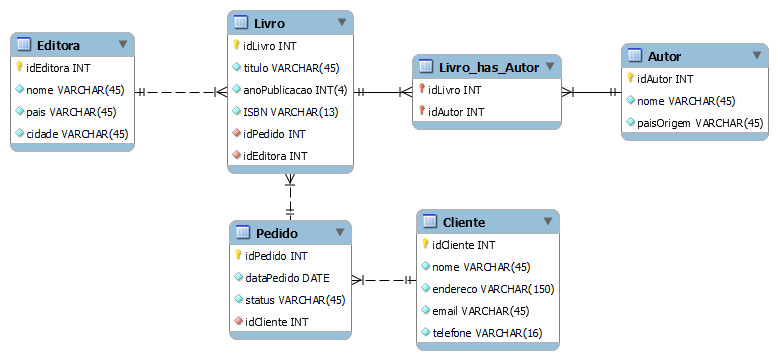 Editora
idEditora INT
nome VARCHAR(45)
pais VARCHAR(45)
cidade VARCHAR(45)
Livro
idLivro INT
titulo VARCHAR(45)
anoPublicacao INT(4)
ISBN VARCHAR(13)
idPedido INT
idEditora INT
Livro_has_Autor
idLivro INT
idAutor INT
Autor
idAutor INT
nome VARCHAR(45)
paisOrigem VARCHAR(45)
Pedido
idPedido INT
dataPedido DATE
status VARCHAR(45)
idCliente INT
Cliente
idCliente INT
nome VARCHAR(45)
endereco VARCHAR(150)
email VARCHAR(45)
telefone VARCHAR(16)